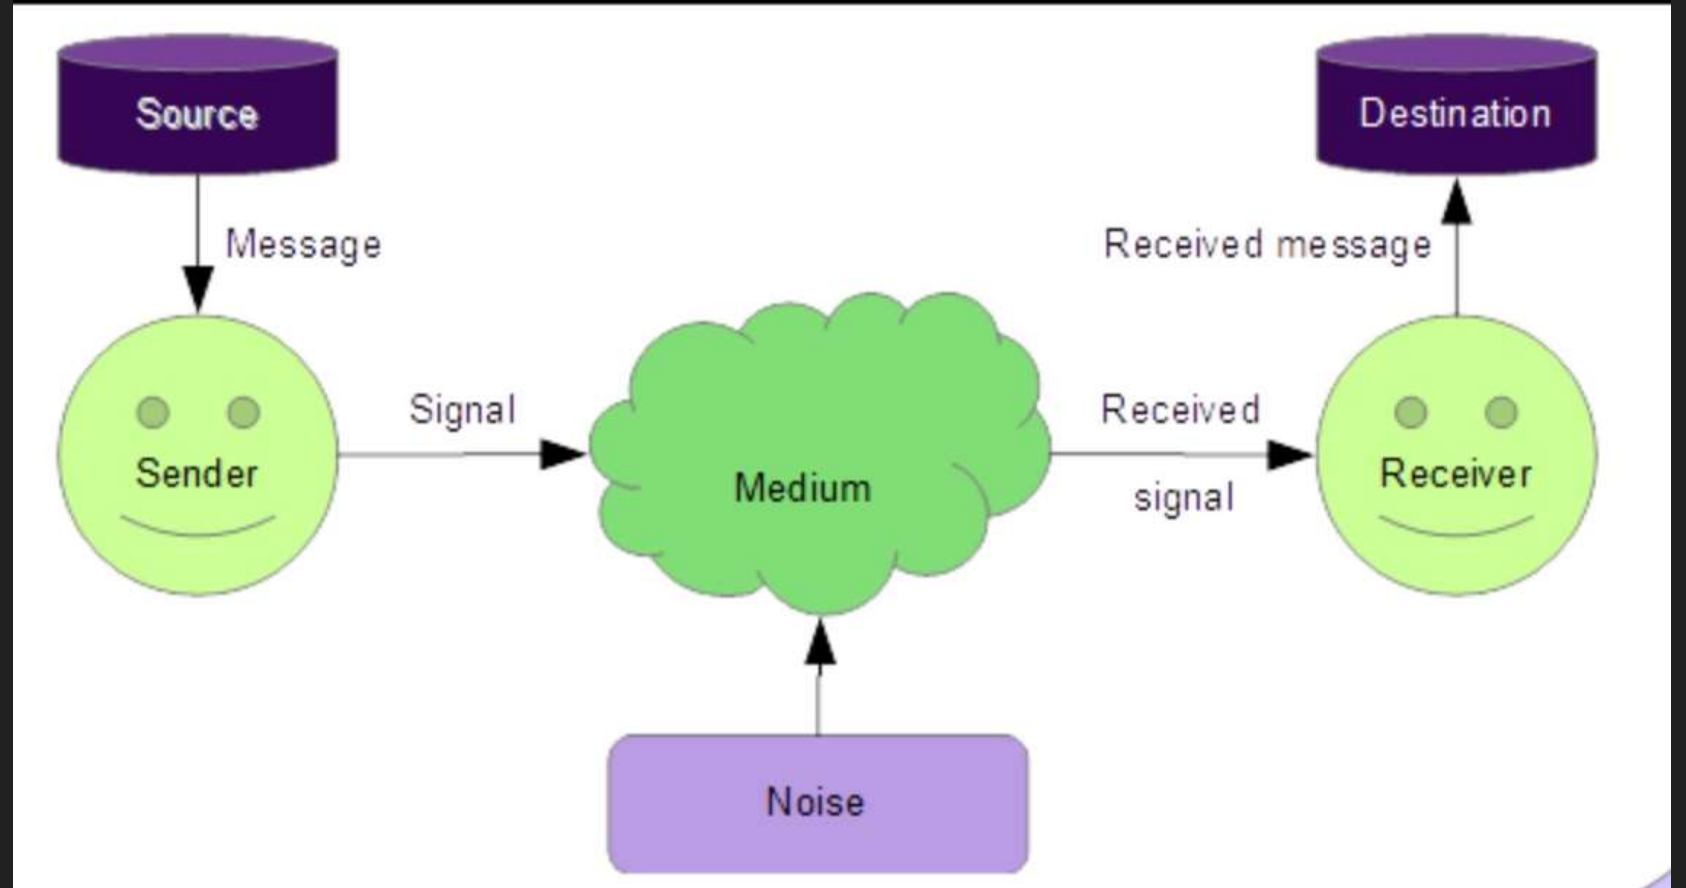 Source
Destination
Message
Received message
Signal
Received
signal
Sender
Medium
Receiver
Noise